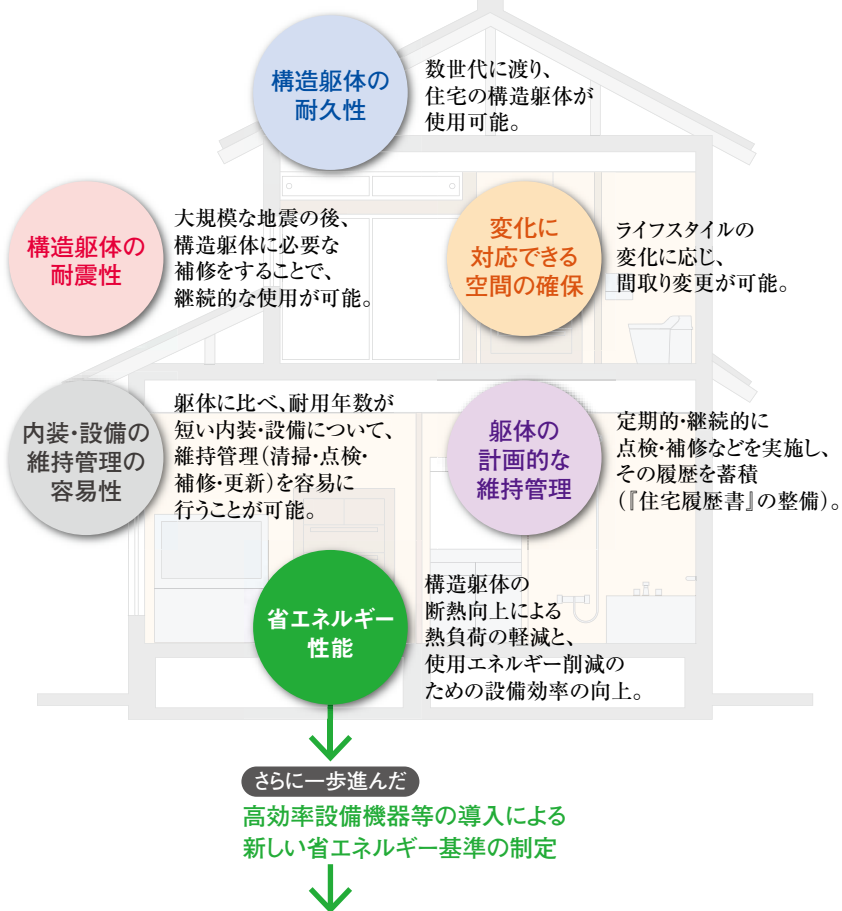 構造躯体の
耐久性
数世代に渡り、
住宅の構造躯体が
使用可能。
構造躯体の
耐震性
大規模な地震の後、
構造躯体に必要な
補修をすることで、
継続的な使用が可能。
変化に
対応できる
空間の確保
ライフスタイルの
変化に応じ、
間取り変更が可能。
内装・設備の
維持管理の
容易性
躯体に比べ、耐用年数が
短い内装・設備について、
維持管理(清掃・点検・
補修・更新)を容易に
行うことが可能。
躯体の
計画的な
維持管理
定期的・継続的に
点検・補修などを実施し、
その履歴を蓄積
(『住宅履歴書』の整備)。
省エネルギー
性能
構造躯体の
断熱向上による
熱負荷の軽減と、
使用エネルギー削減の
ための設備効率の向上。
さらに一歩進んだ
高効率設備機器等の導入による
新しい省エネルギー基準の制定